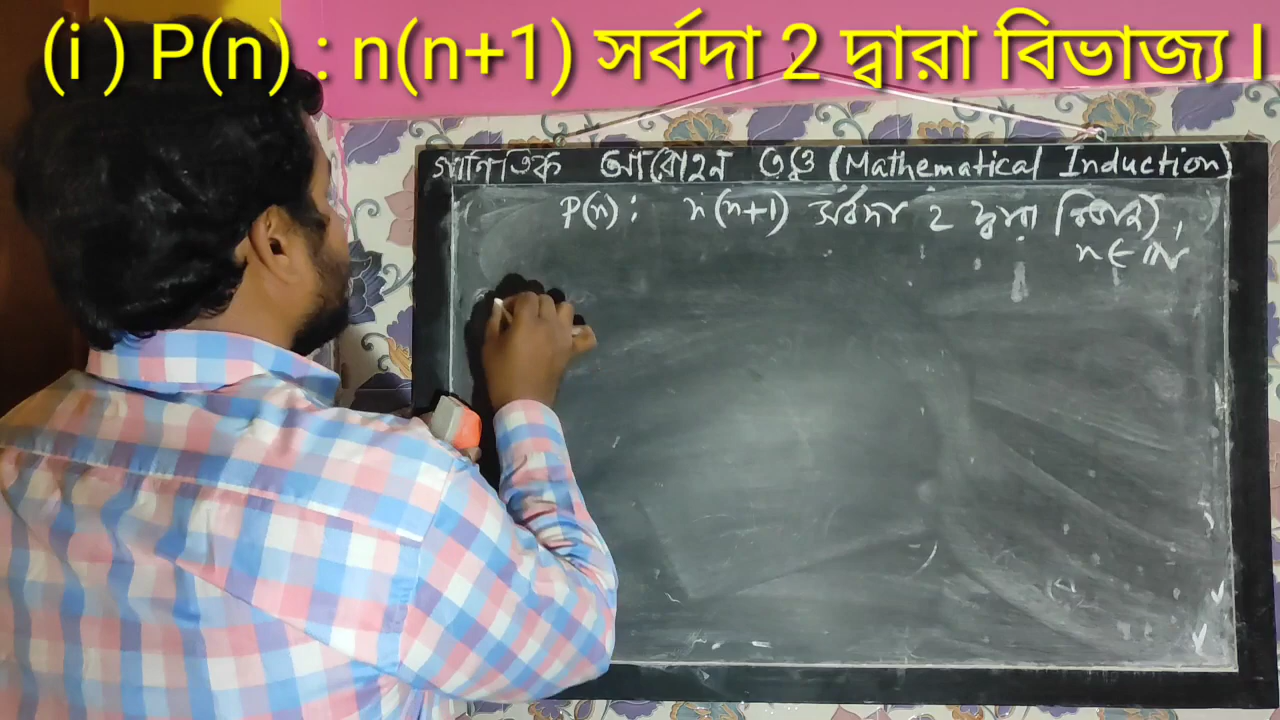 (i ) P(n) : n(n+1) সর্বদা 2 দ্বারা বিভাজ্য ।
গাণিতিক আরোহন তত্ত্ব (Mathematical Induction)
P(n) : n(n+1) সর্বদা 2 দ্বারা বিভাজ্য,
n ∈ ℕ